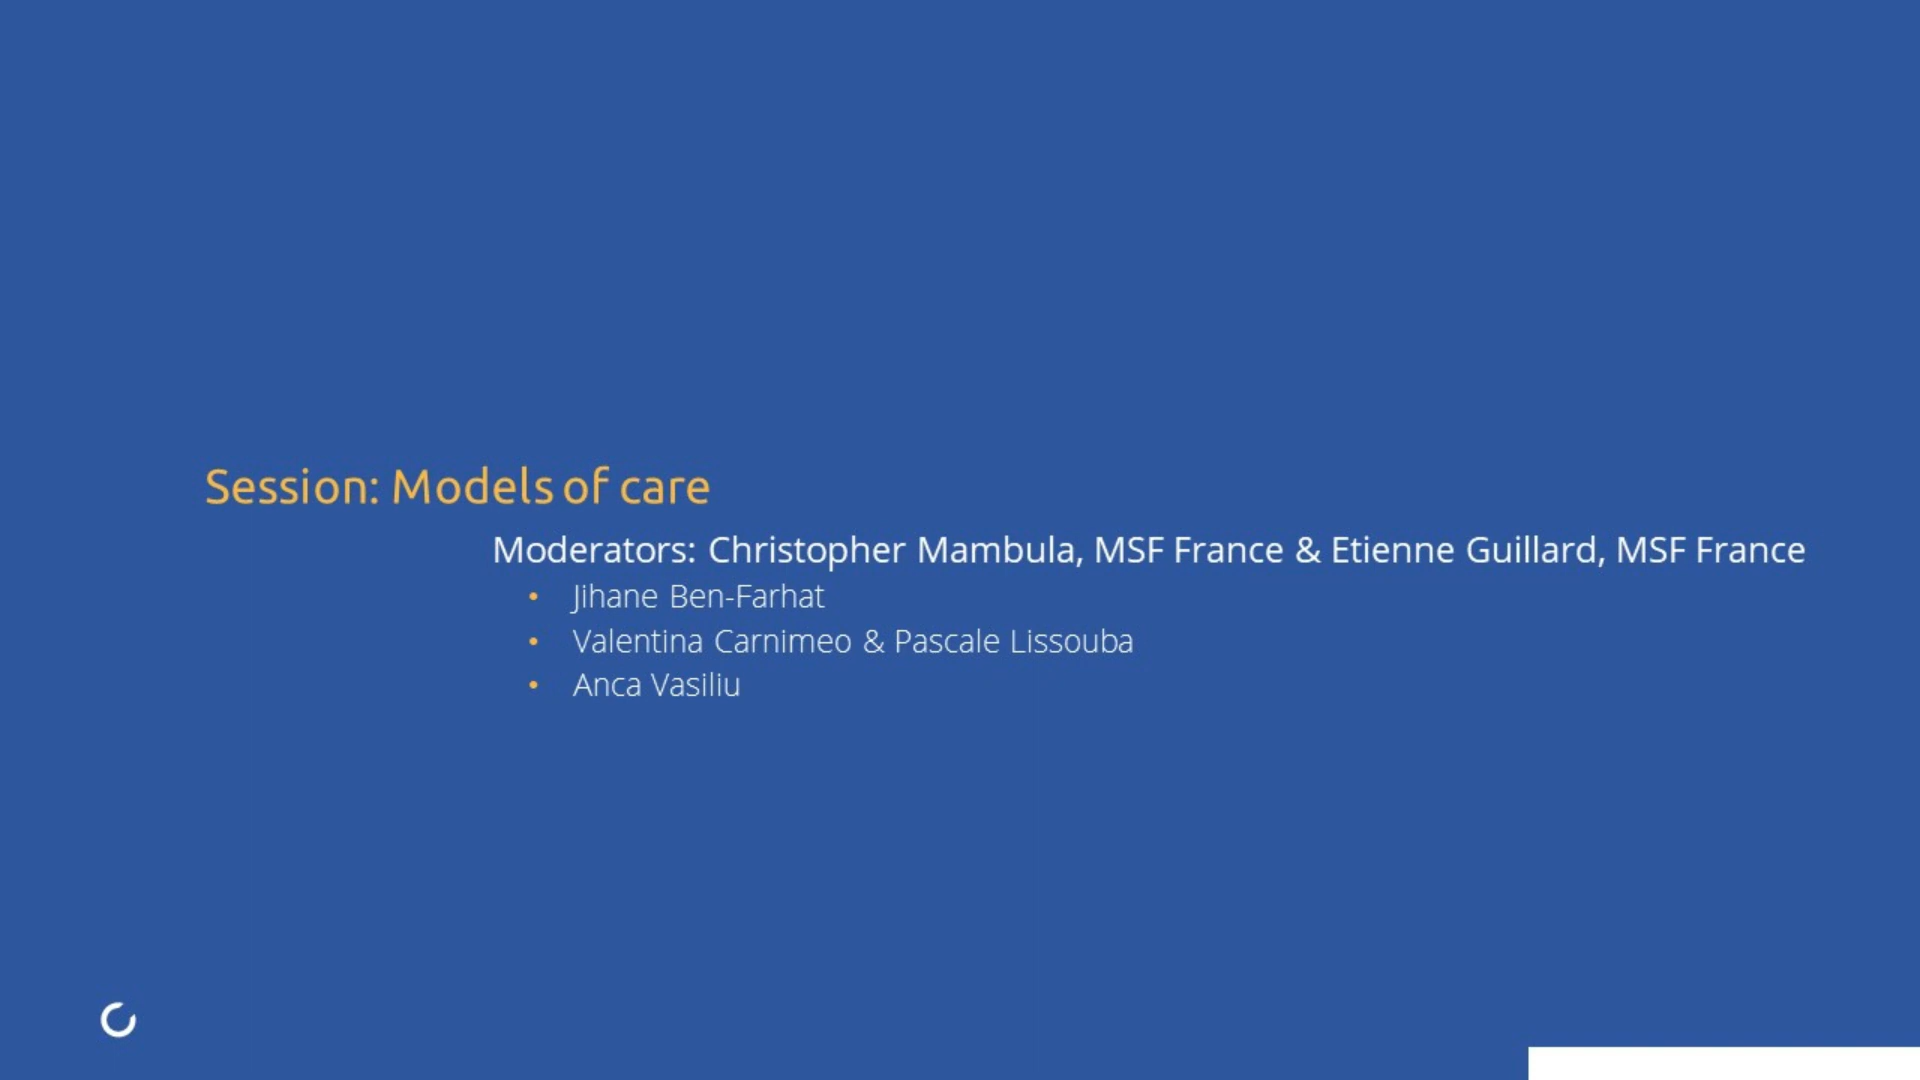 Session: Models of care
Moderators: Christopher Mambula, MSF France & Etienne Guillard, MSF France
• Jihane Ben-Farhat
• Valentina Carnimeo & Pascale Lissouba
• Anca Vasiliu